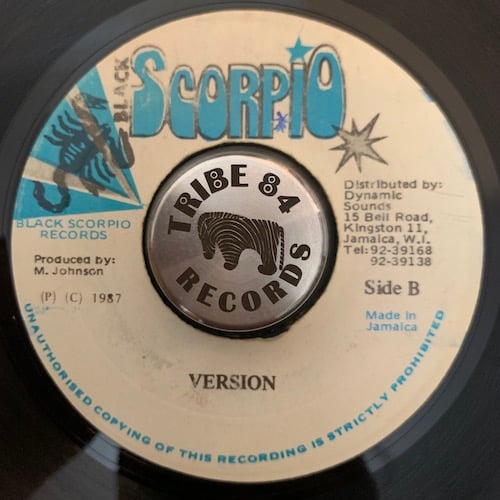 BLACK
SCORPIO
BLACK SCORPIO
RECORDS
Produced by:
M. Johnson
(P) (C) 1987
TRIBE 84
RECORDS
Distributed by:
Dynamic
Sounds
15 Bell Road,
Kingston 11,
Jamaica, W.I.
Tel: 92-39168
92-39138
Side B
Made in
Jamaica
VERSION
UNAUTHORISED COPYING OF THIS RECORDING IS STRICTLY PROHIBITED